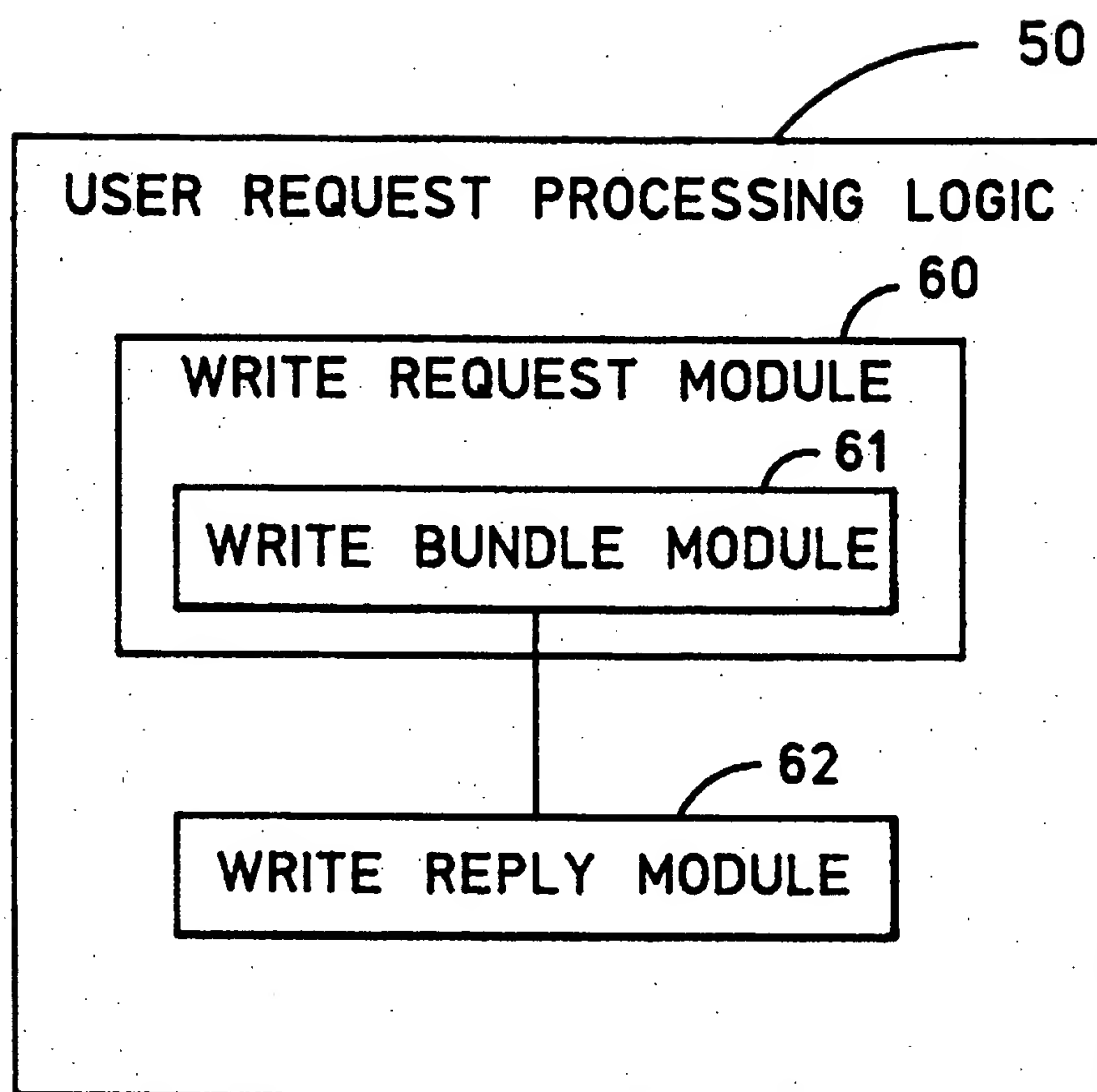 50
USER REQUEST PROCESSING LOGIC
60
WRITE REQUEST MODULE
61
WRITE BUNDLE MODULE
62
WRITE REPLY MODULE